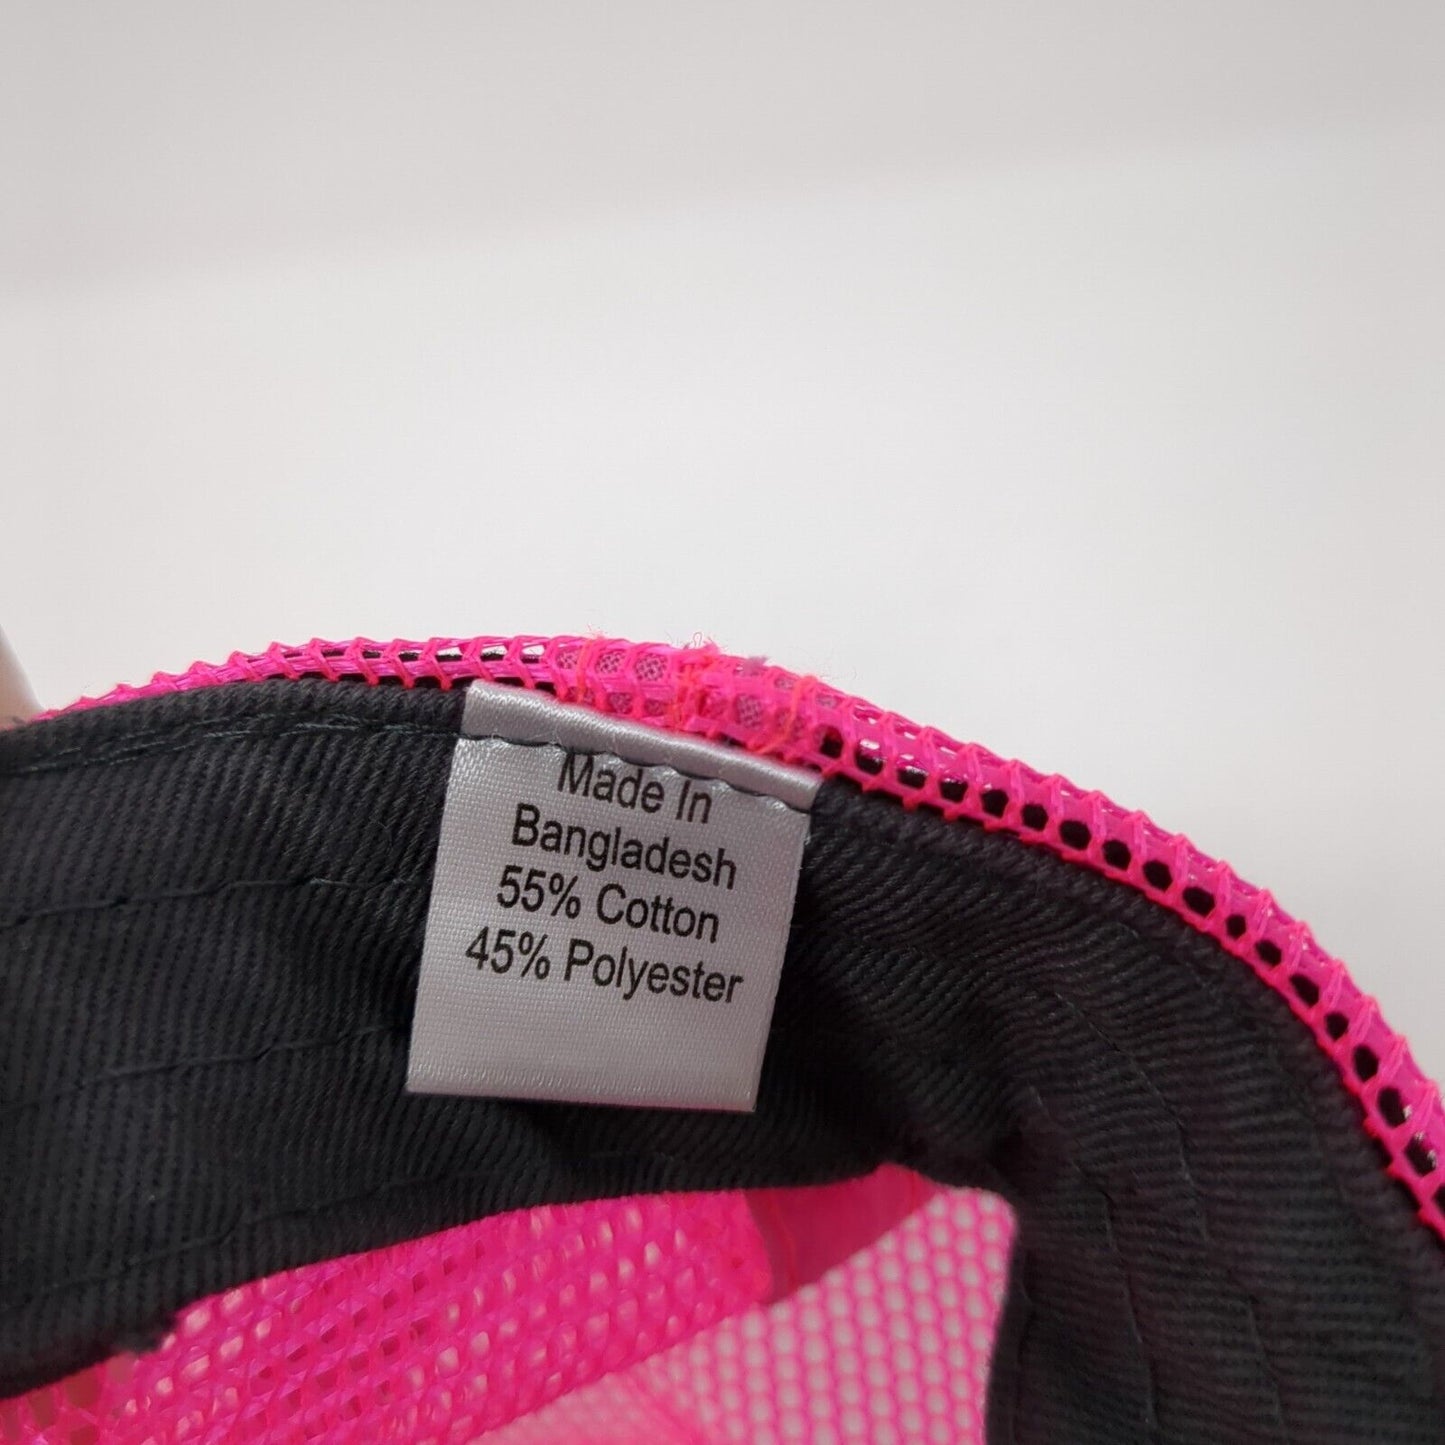 Made In
Bangladesh
55% Cotton
45% Polyester